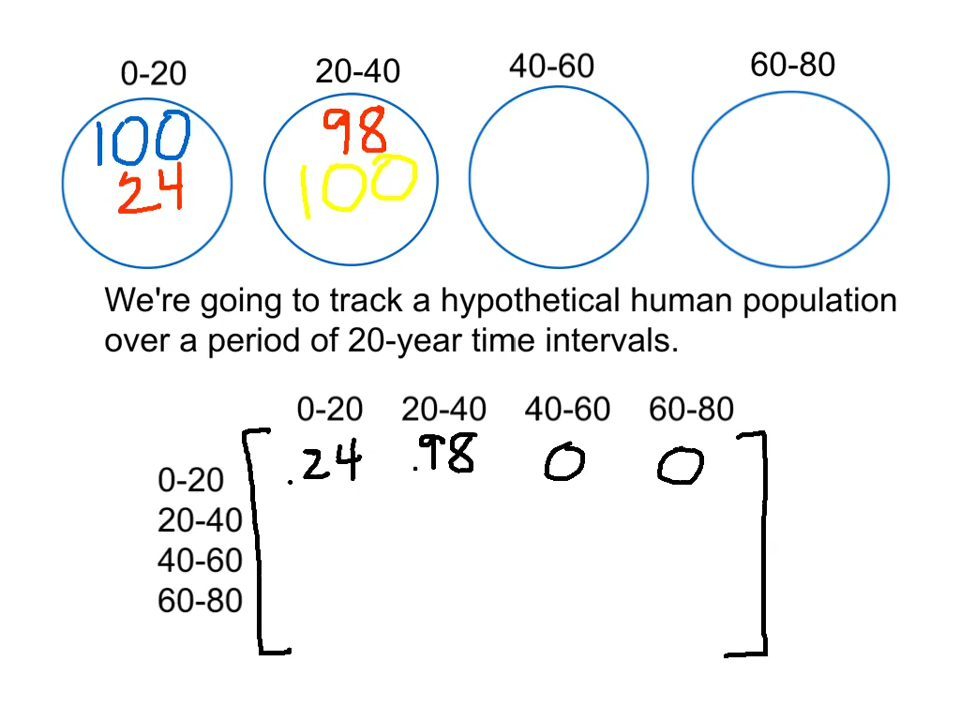 0-20 20-40 40-60 60-80
100 98
24 100
We're going to track a hypothetical human population
over a period of 20-year time intervals.
0-20 20-40 40-60 60-80
0-20 .24 .98 0 0
20-40
40-60
60-80